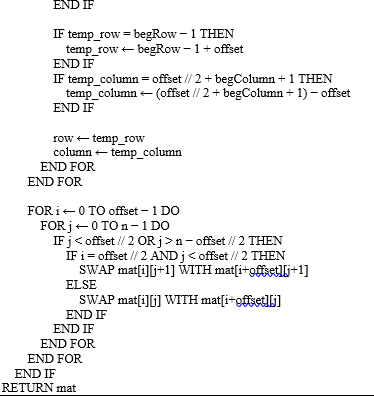 END IF
IF temp_row = begRow − 1 THEN
temp_row ← begRow − 1 + offset
END IF
IF temp_column = offset // 2 + begColumn + 1 THEN
temp_column ← (offset // 2 + begColumn + 1) − offset
END IF
row ← temp_row
column ← temp_column
END FOR
END FOR
FOR i ← 0 TO offset − 1 DO
FOR j ← 0 TO n − 1 DO
IF j < offset // 2 OR j > n − offset // 2 THEN
IF i = offset // 2 AND j < offset // 2 THEN
SWAP mat[i][j+1] WITH mat[i+offset][j+1]
ELSE
SWAP mat[i][j] WITH mat[i+offset][j]
END IF
END IF
END FOR
END FOR
END IF
RETURN mat